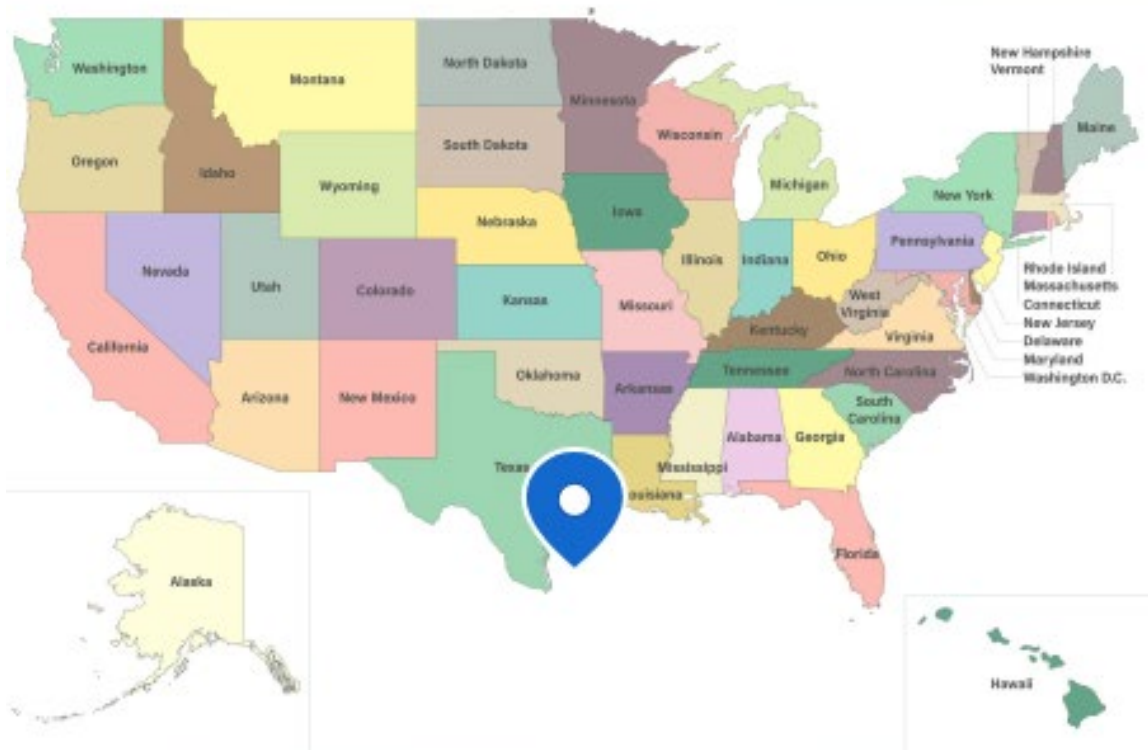 New Hampshire
Vermont
Washington
Montana
North Dakota
Minnesota
Maine
Wisconsin
South Dakota
Oregon
Idaho
Wyoming
Michigan
New York
Iowa
Nebraska
Pennsylvania
Illinois
Indiana
Ohio
Nevada
Utah
Colorado
Kansas
Missouri
West
Virginia
Rhode Island
Massachusetts
Connecticut
New Jersey
Delaware
Maryland
Washington D.C.
Kentucky
Virginia
California
Tennessee
North Carolina
Oklahoma
Arkansas
Arizona
New Mexico
South
Carolina
Alabama
Georgia
Texas
Mississippi
ouisiana
Florida
Alaska
Hawaii